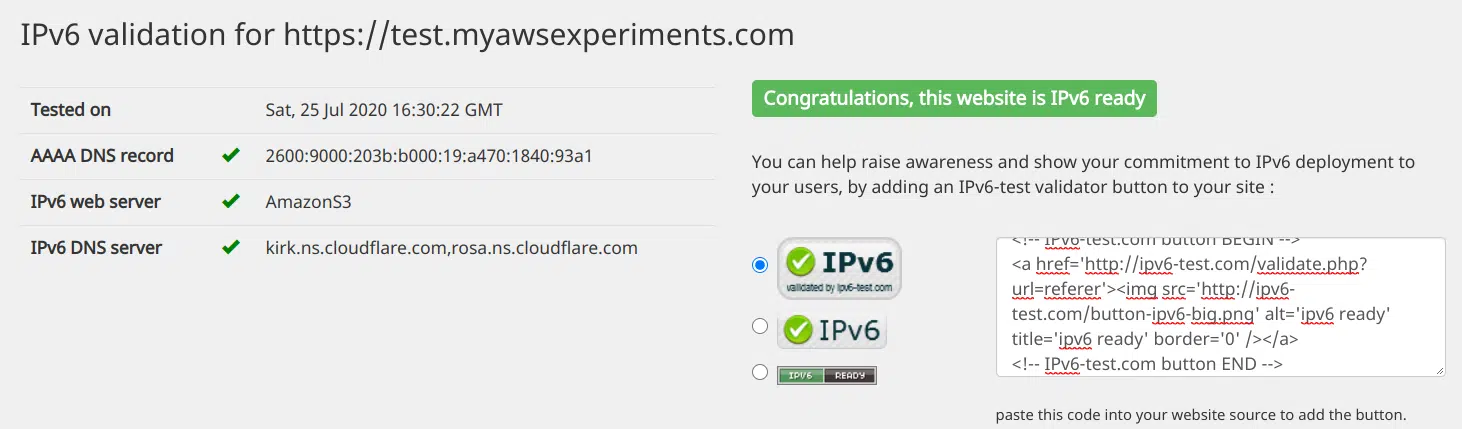 IPv6 validation for https://test.myawsexperiments.com
Tested on Sat, 25 Jul 2020 16:30:22 GMT
AAAA DNS record 2600:9000:203b:b000:19:a470:1840:93a1
IPv6 web server AmazonS3
IPv6 DNS server kirk.ns.cloudflare.com,rosa.ns.cloudflare.com
Congratulations, this website is IPv6 ready
You can help raise awareness and show your commitment to IPv6 deployment to
your users, by adding an IPv6-test validator button to your site :
IPv6
validated by ipv6-test.com
IPv6
IPV6 READY
<!-- IPv6-test.com button BEGIN -->
<a href='http://ipv6-test.com/validate.php?
url=referer'><img src='http://ipv6-
test.com/button-ipv6-big.png' alt='ipv6 ready'
title='ipv6 ready' border='0' /></a>
<!-- IPv6-test.com button END -->
paste this code into your website source to add the button.